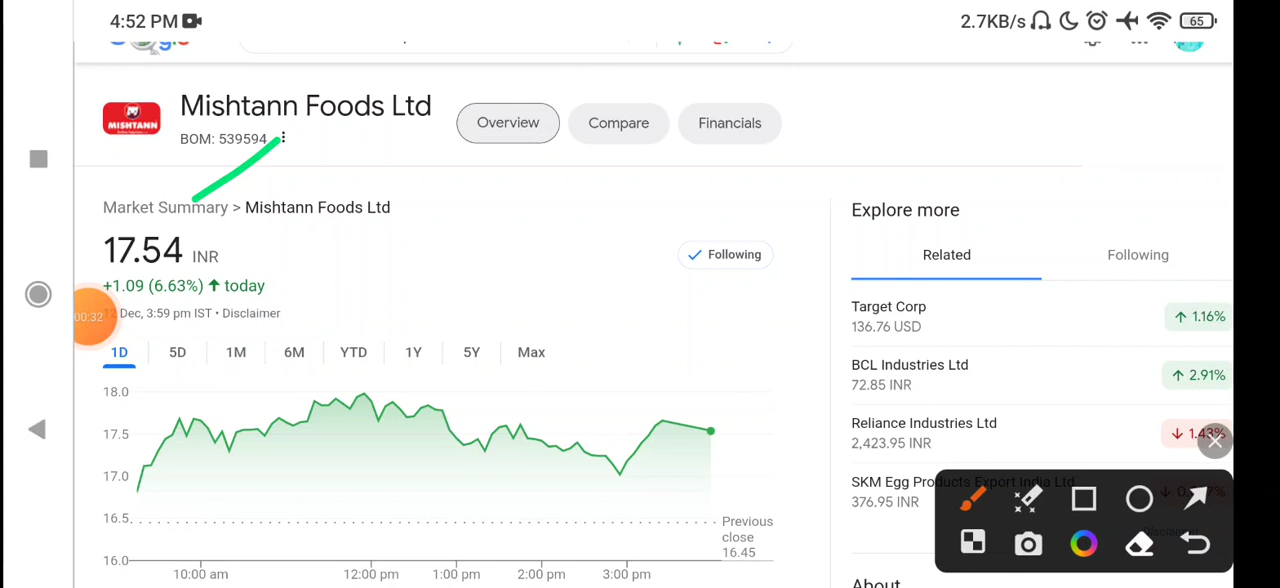 4:52 PM
2.7KB/s
65
MISHTANN
Mishtann Foods Ltd
BOM: 539594
Overview
Compare
Financials
Market Summary > Mishtann Foods Ltd
17.54 INR
Following
+1.09 (6.63%) ↑ today
Dec, 3:59 pm IST • Disclaimer
00:32
1D
5D
1M
6M
YTD
1Y
5Y
Max
18.0
17.5
17.0
16.5
16.0
Previous
close
16.45
10:00 am
12:00 pm
1:00 pm
2:00 pm
3:00 pm
Explore more
Related
Following
Target Corp
136.76 USD
↑ 1.16%
BCL Industries Ltd
72.85 INR
↑ 2.91%
Reliance Industries Ltd
2,423.95 INR
↓ 1.43%
SKM Egg Products Export India Ltd
376.95 INR
Disclaimer
About